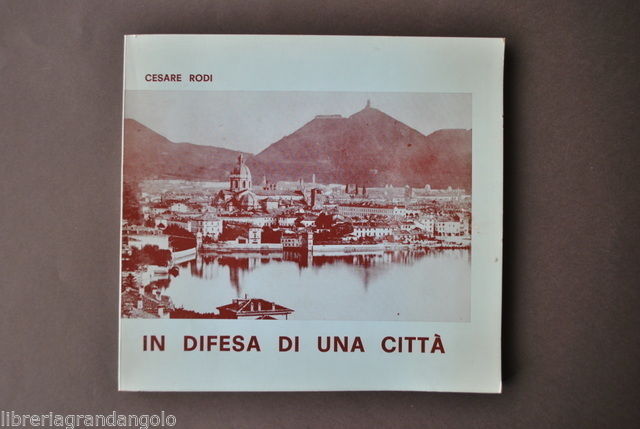 CESARE RODI
IN DIFESA DI UNA CITTÀ
libreriagrandangolo